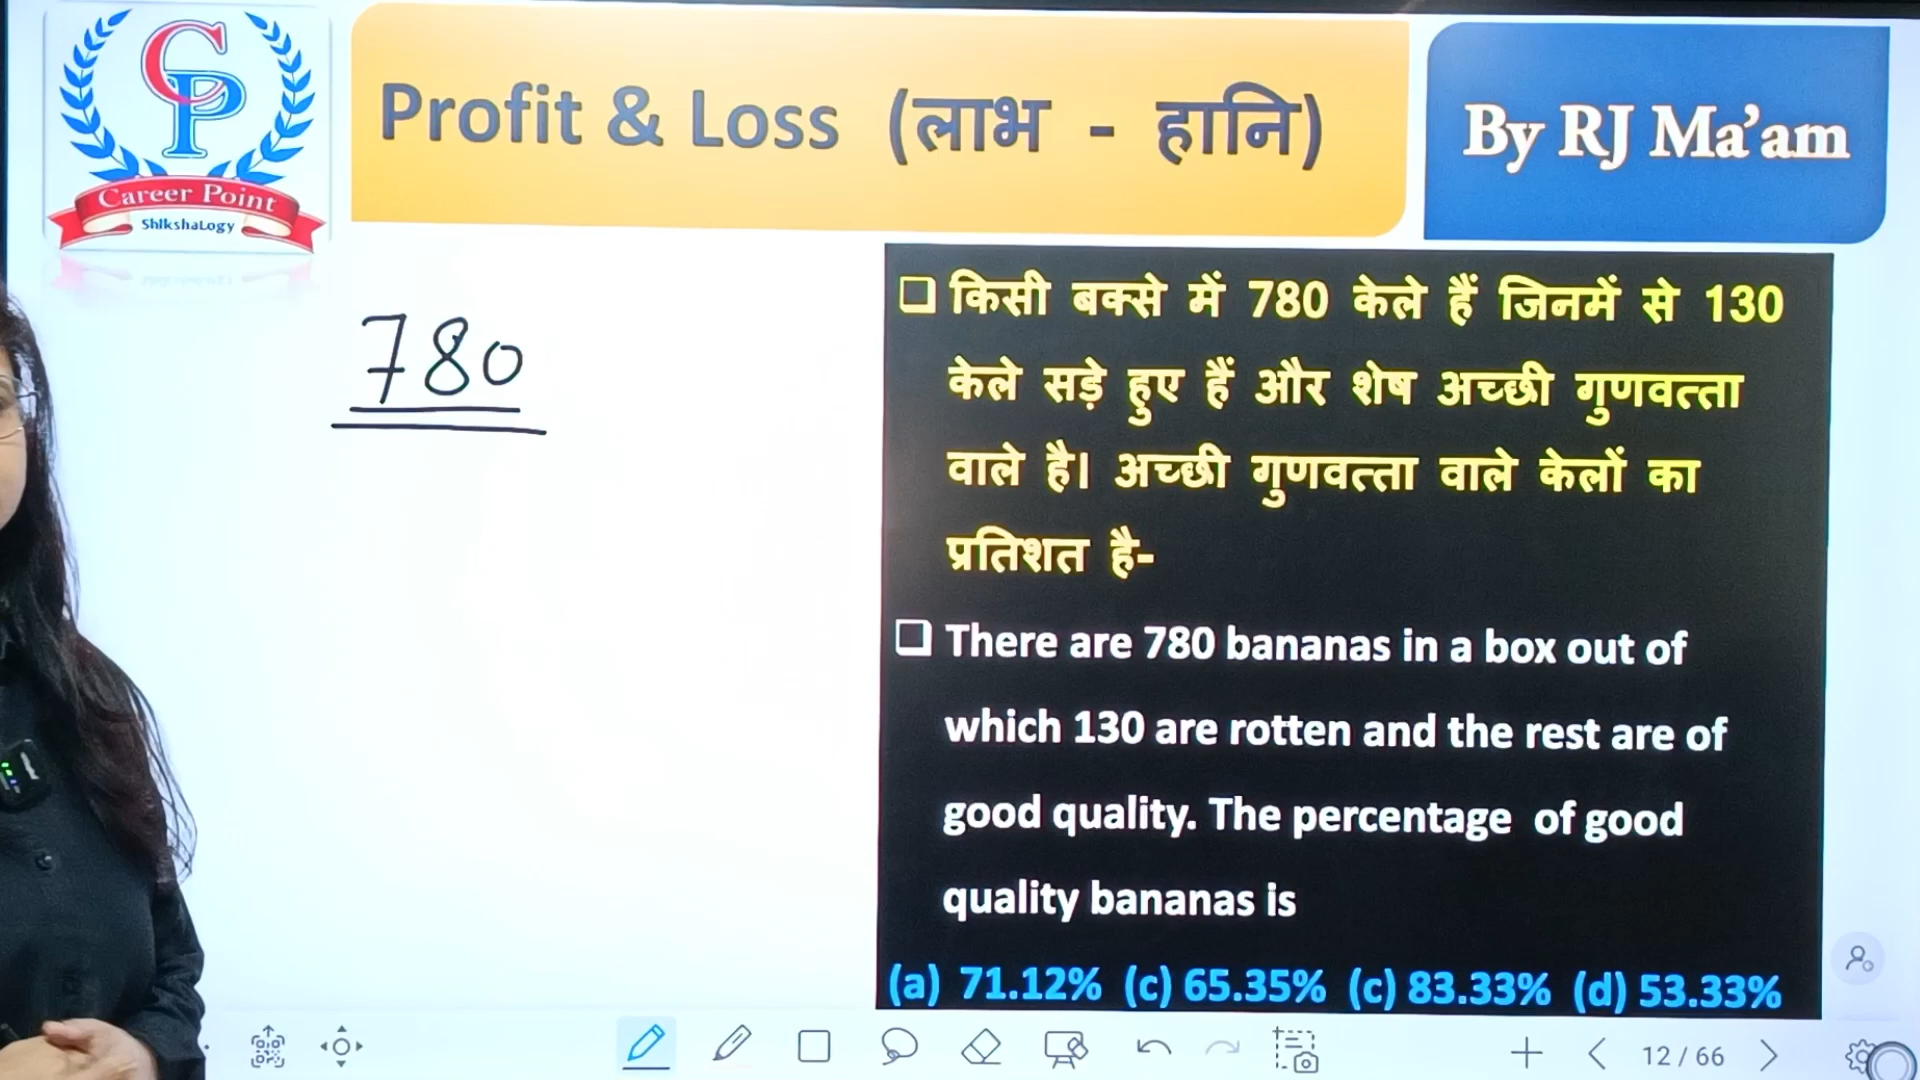 CP
Career Point
ShikshaLogy
Profit & Loss (लाभ - हानि)
By RJ Ma’am
780
किसी बक्से में 780 केले हैं जिनमें से 130
केले सड़े हुए हैं और शेष अच्छी गुणवत्ता
वाले है। अच्छी गुणवत्ता वाले केलों का
प्रतिशत है-
There are 780 bananas in a box out of
which 130 are rotten and the rest are of
good quality. The percentage of good
quality bananas is
(a) 71.12% (c) 65.35% (c) 83.33% (d) 53.33%
12 / 66